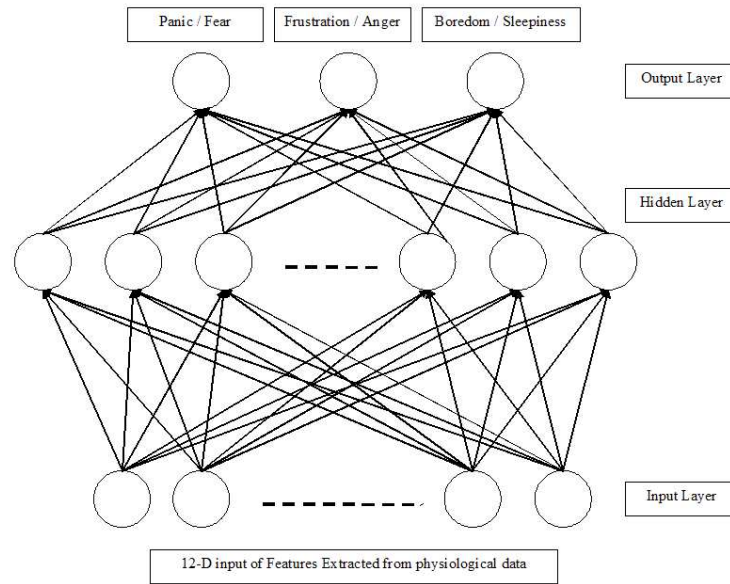 Panic / Fear
Frustration / Anger
Boredom / Sleepiness
Output Layer
Hidden Layer
Input Layer
12-D input of Features Extracted from physiological data